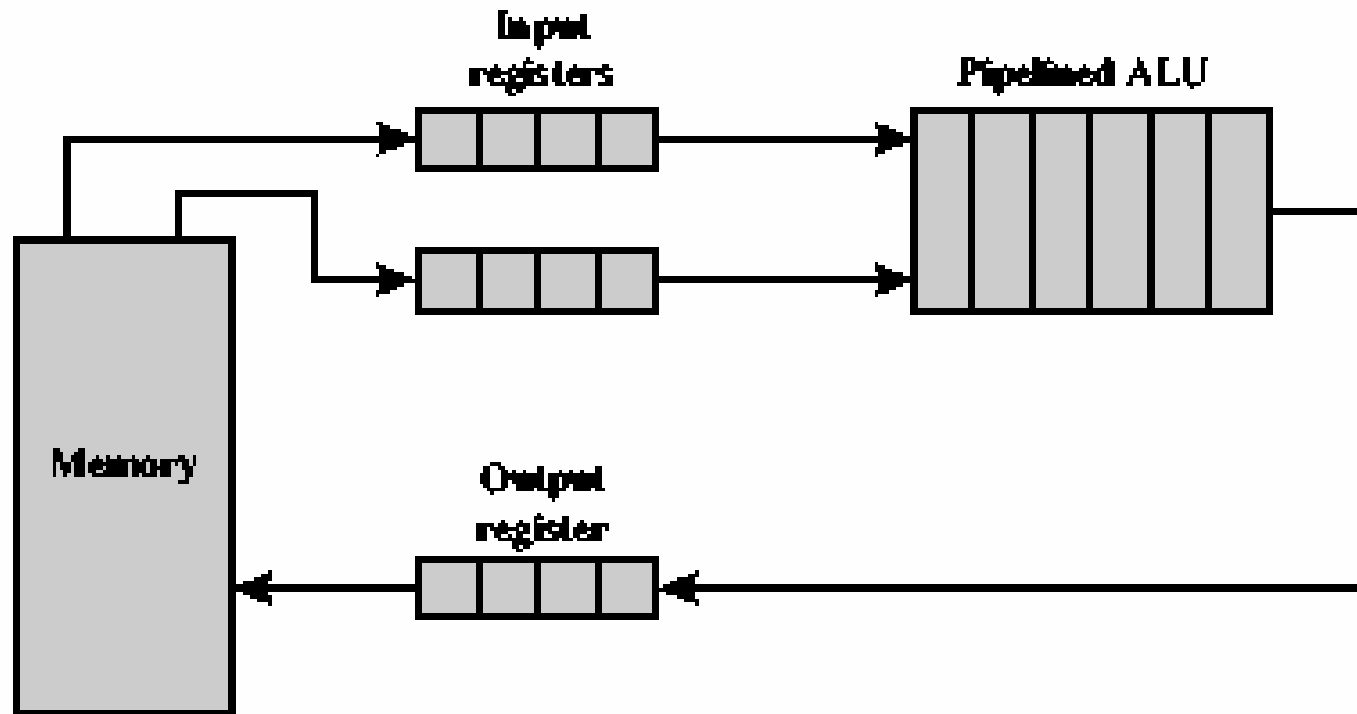 Input
registers
Pipelined ALU
Memory
Output
register